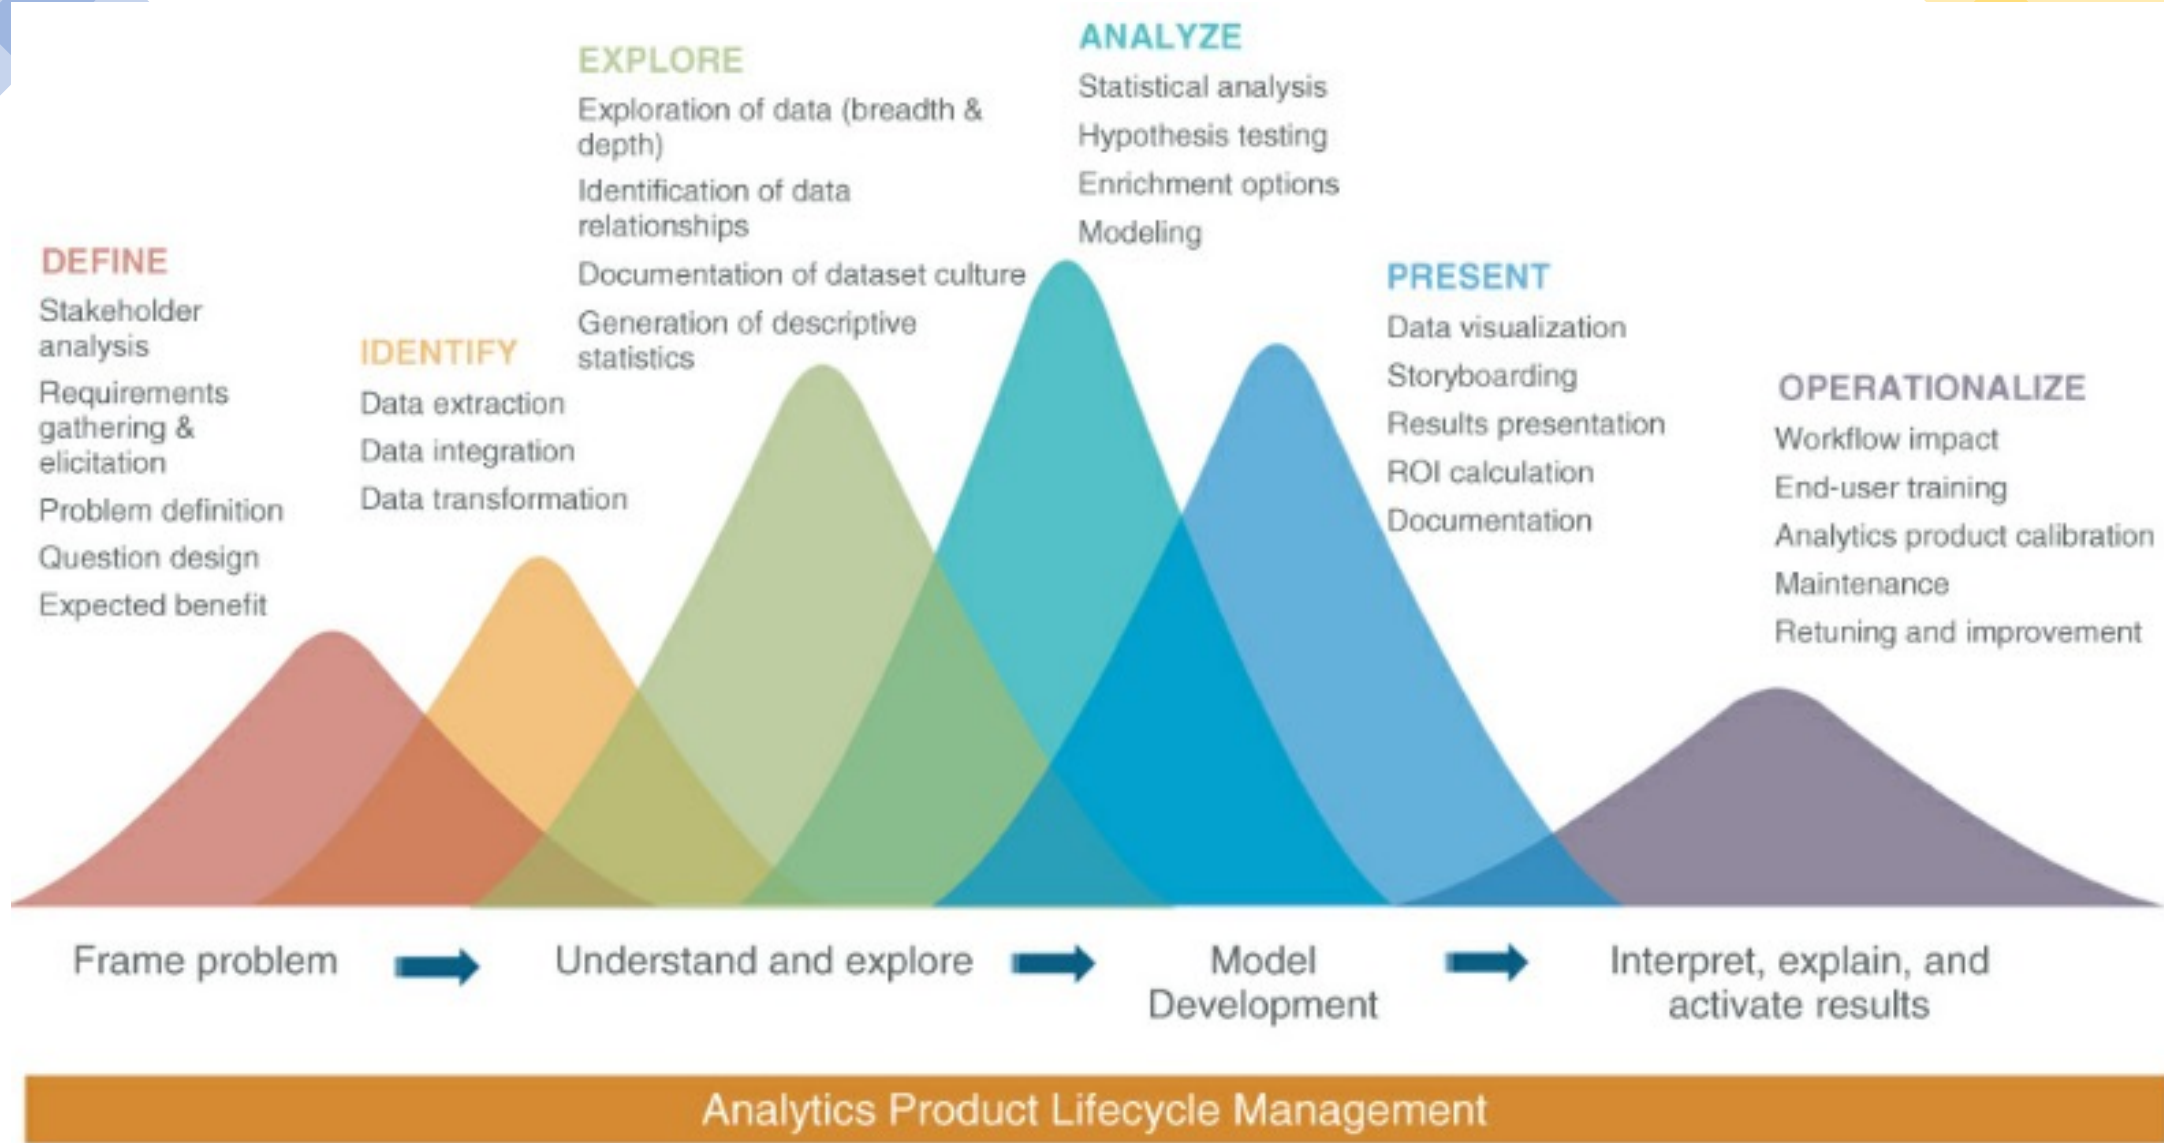 DEFINE
Stakeholder
analysis
Requirements
gathering &
elicitation
Problem definition
Question design
Expected benefit
IDENTIFY
Data extraction
Data integration
Data transformation
EXPLORE
Exploration of data (breadth &
depth)
Identification of data
relationships
Documentation of dataset culture
Generation of descriptive
statistics
ANALYZE
Statistical analysis
Hypothesis testing
Enrichment options
Modeling
PRESENT
Data visualization
Storyboarding
Results presentation
ROI calculation
Documentation
OPERATIONALIZE
Workflow impact
End-user training
Analytics product calibration
Maintenance
Retuning and improvement
Frame problem
Understand and explore
Model
Development
Interpret, explain, and
activate results
Analytics Product Lifecycle Management